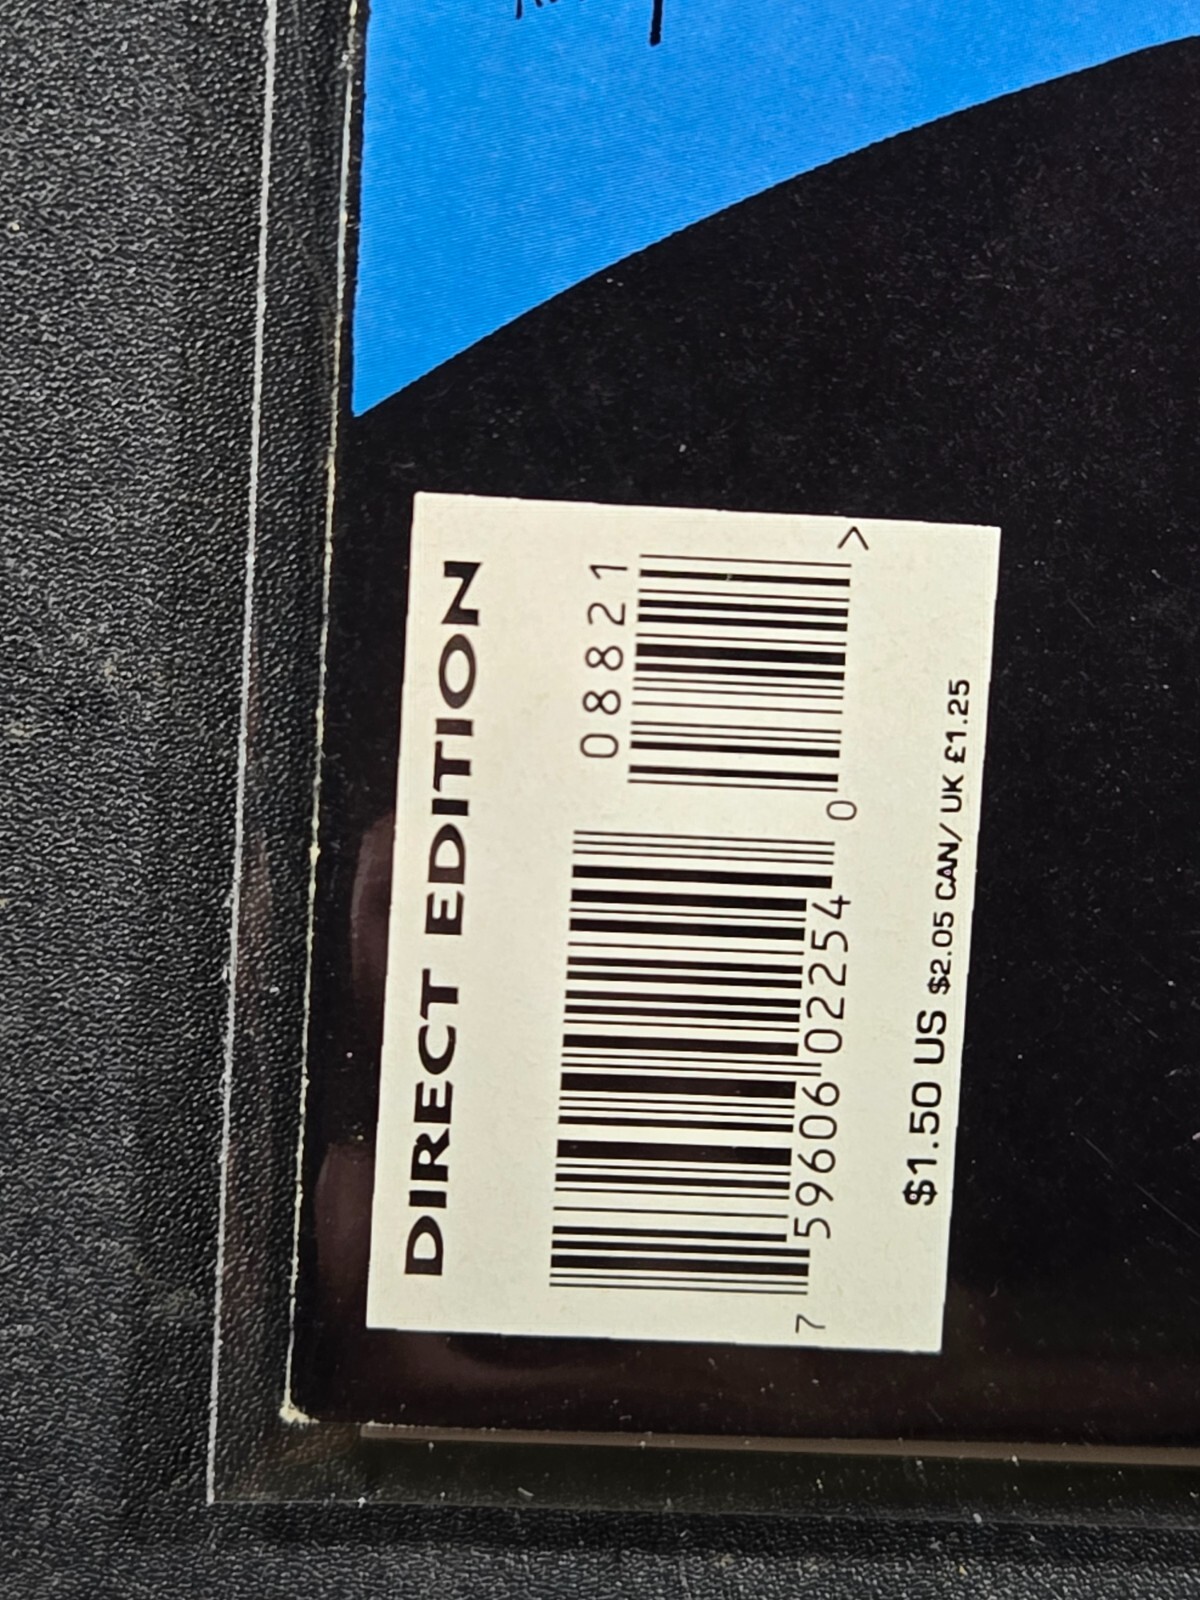 DIRECT EDITION
08821
7 59606 02254 0 >
$1.50 US $2.05 CAN/ UK £1.25